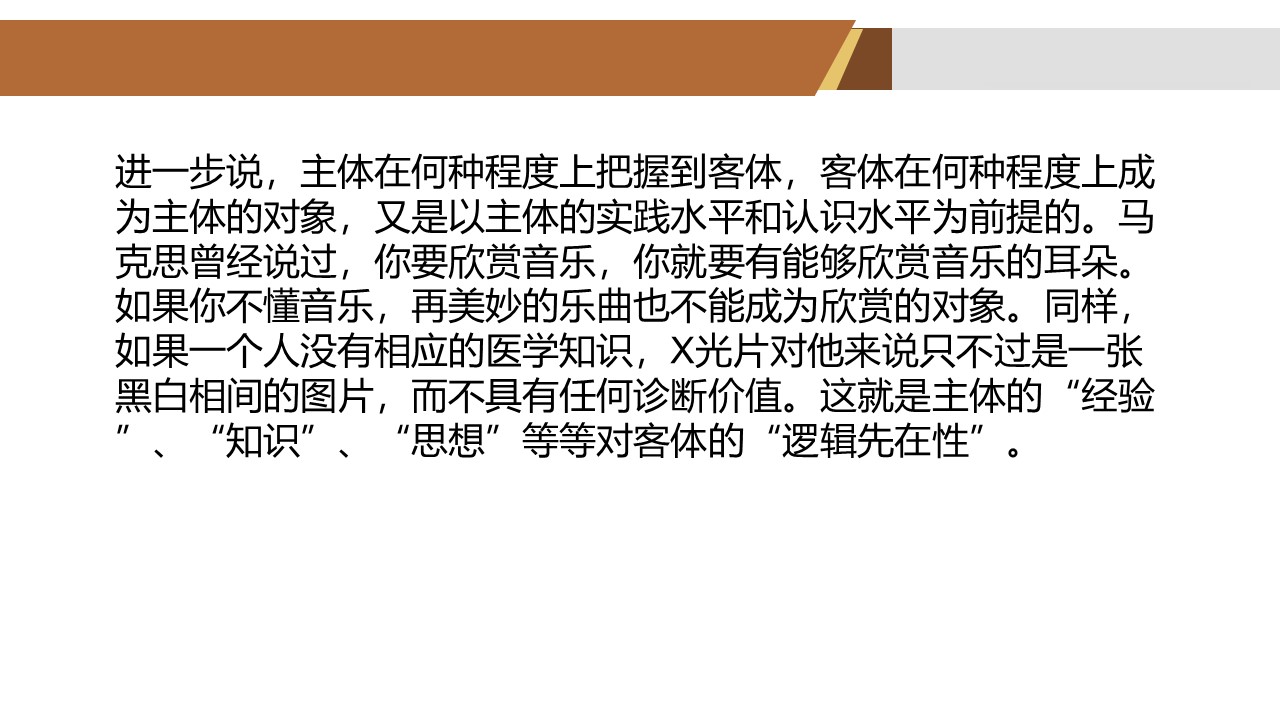 进一步说，主体在何种程度上把握到客体，客体在何种程度上成
为主体的对象，又是以主体的实践水平和认识水平为前提的。马
克思曾经说过，你要欣赏音乐，你就要有能够欣赏音乐的耳朵。
如果你不懂音乐，再美妙的乐曲也不能成为欣赏的对象。同样，
如果一个人没有相应的医学知识，X光片对他来说只不过是一张
黑白相间的图片，而不具有任何诊断价值。这就是主体的“经验
”、“知识”、“思想”等等对客体的“逻辑先在性”。